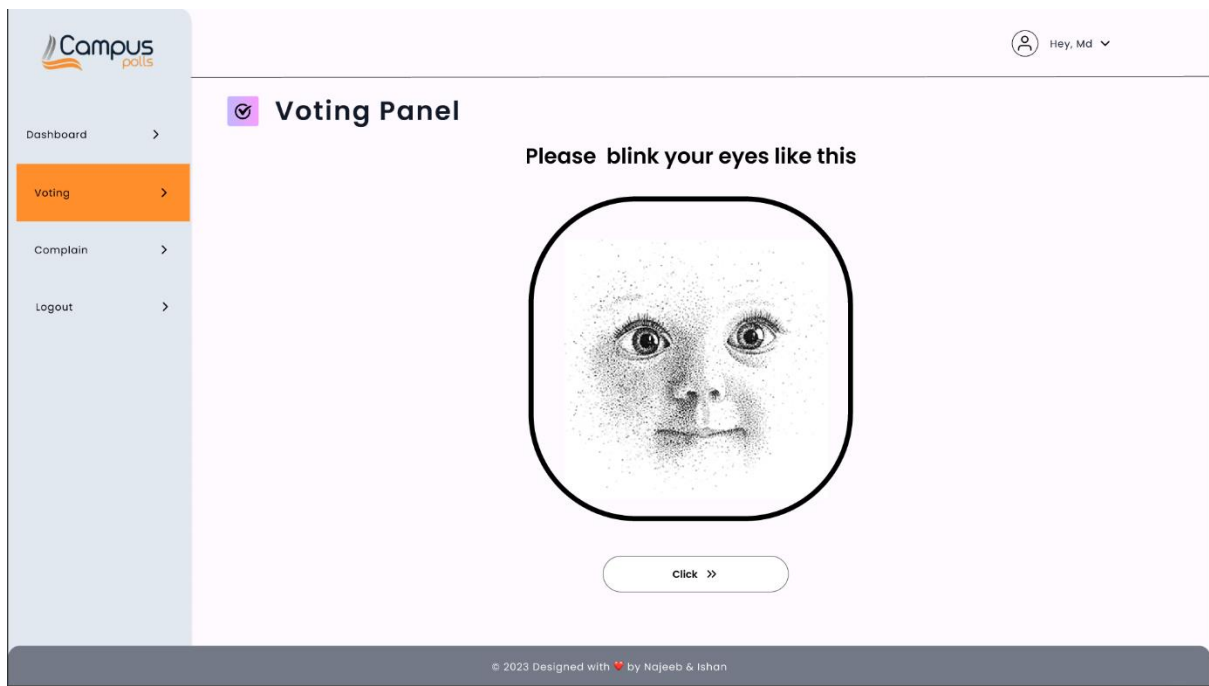 Campus
polls
Hey, Md
Voting Panel
Dashboard
Please blink your eyes like this
Voting
Complain
Logout
Click
© 2023 Designed with ❤ by Najeeb & Ishan